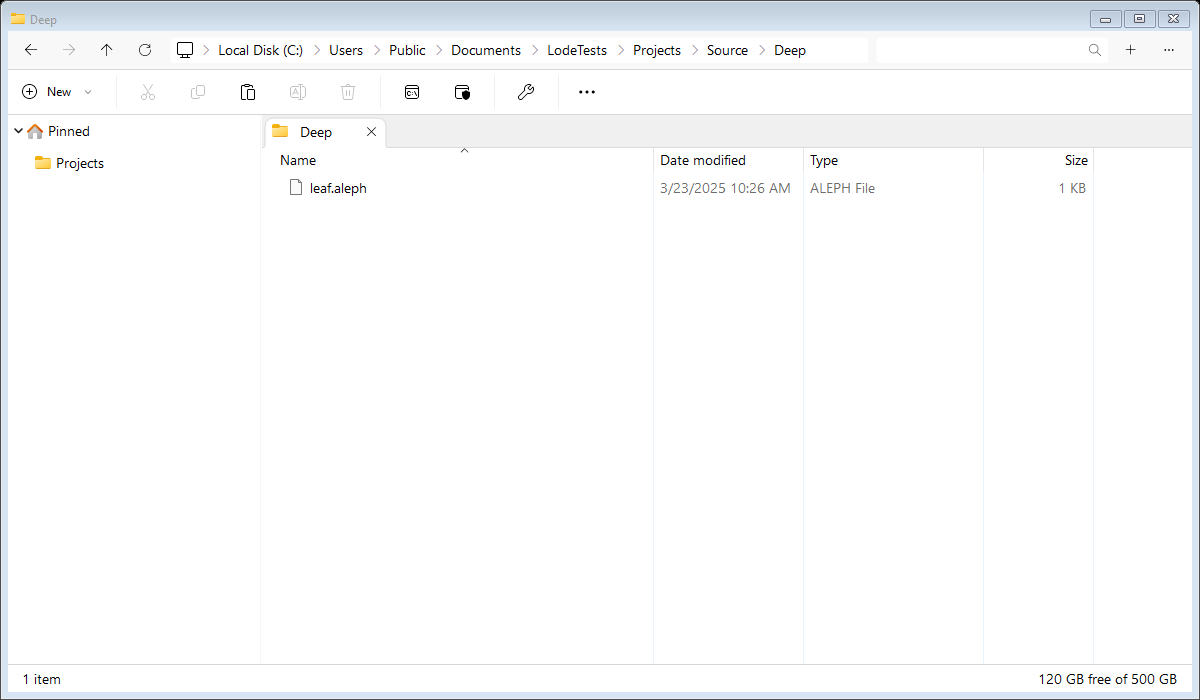 Deep
Local Disk (C:) Users Public Documents LodeTests Projects Source Deep
New
Pinned
Projects
Deep
Name Date modified Type Size
leaf.aleph 3/23/2025 10:26 AM ALEPH File 1 KB
1 item 120 GB free of 500 GB